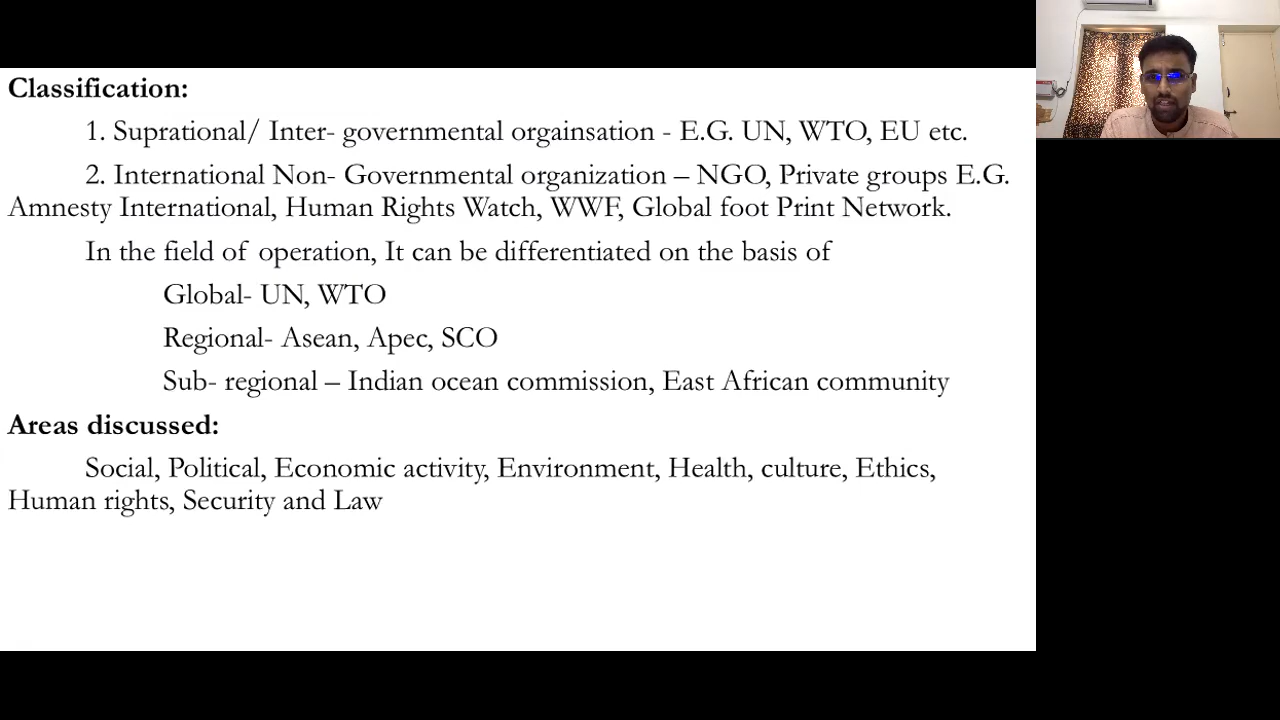 Classification:
1. Suprational/ Inter- governmental orgainsation - E.G. UN, WTO, EU etc.
2. International Non- Governmental organization – NGO, Private groups E.G.
Amnesty International, Human Rights Watch, WWF, Global foot Print Network.
In the field of operation, It can be differentiated on the basis of
Global- UN, WTO
Regional- Asean, Apec, SCO
Sub- regional – Indian ocean commission, East African community
Areas discussed:
Social, Political, Economic activity, Environment, Health, culture, Ethics,
Human rights, Security and Law